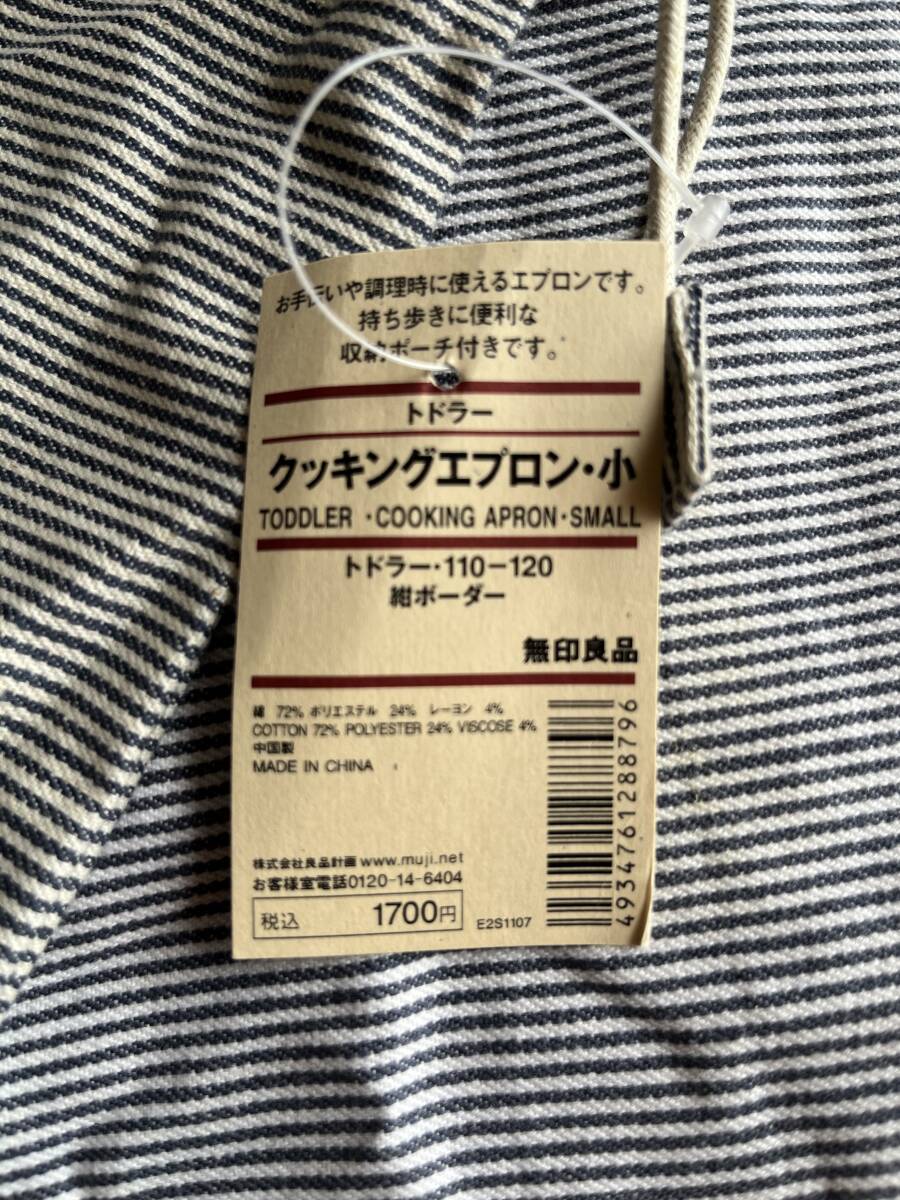 お手伝いや調理時に使えるエプロンです。
持ち歩きに便利な
収納ポーチ付きです。
トドラー
クッキングエプロン・小
TODDLER ・COOKING APRON・SMALL
トドラー・110－120
紺ボーダー
無印良品
綿 72% ポリエステル 24% レーヨン 4%
COTTON 72% POLYESTER 24% VISCOSE 4%
中国製
MADE IN CHINA
株式会社良品計画 www.muji.net
お客様室電話0120-14-6404
税込 1700円
E2S1107
4934761288796